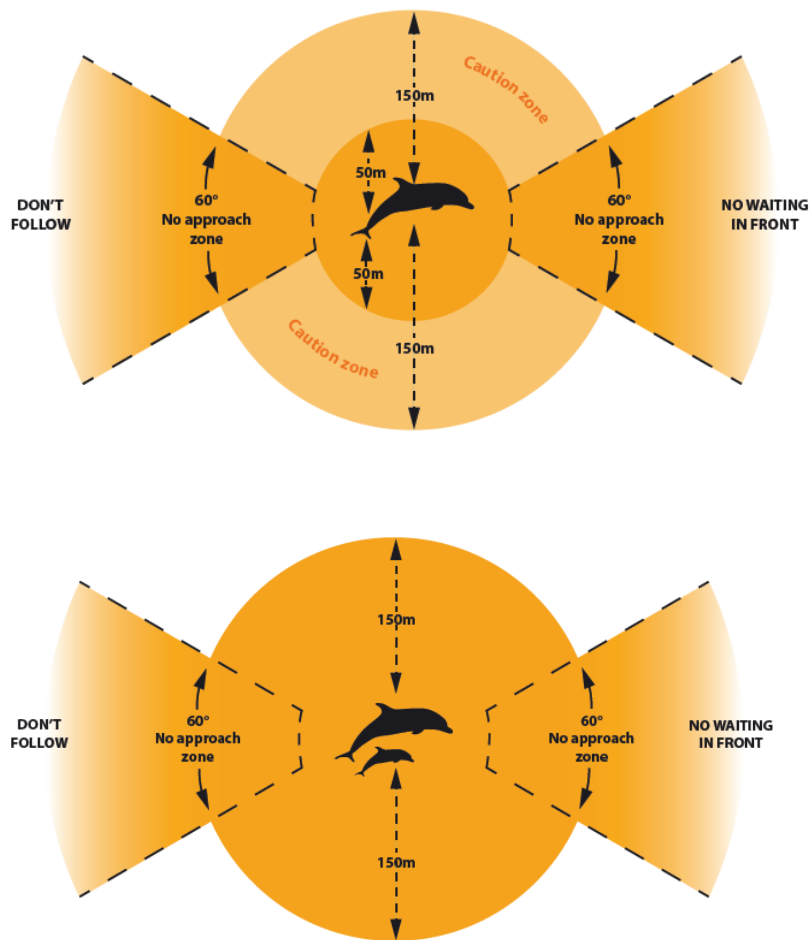 Caution zone
150m
50m
DON'T
FOLLOW
60°
No approach
zone
60°
No approach
zone
NO WAITING
IN FRONT
50m
Caution zone
150m
150m
DON'T
FOLLOW
60°
No approach
zone
60°
No approach
zone
NO WAITING
IN FRONT
150m